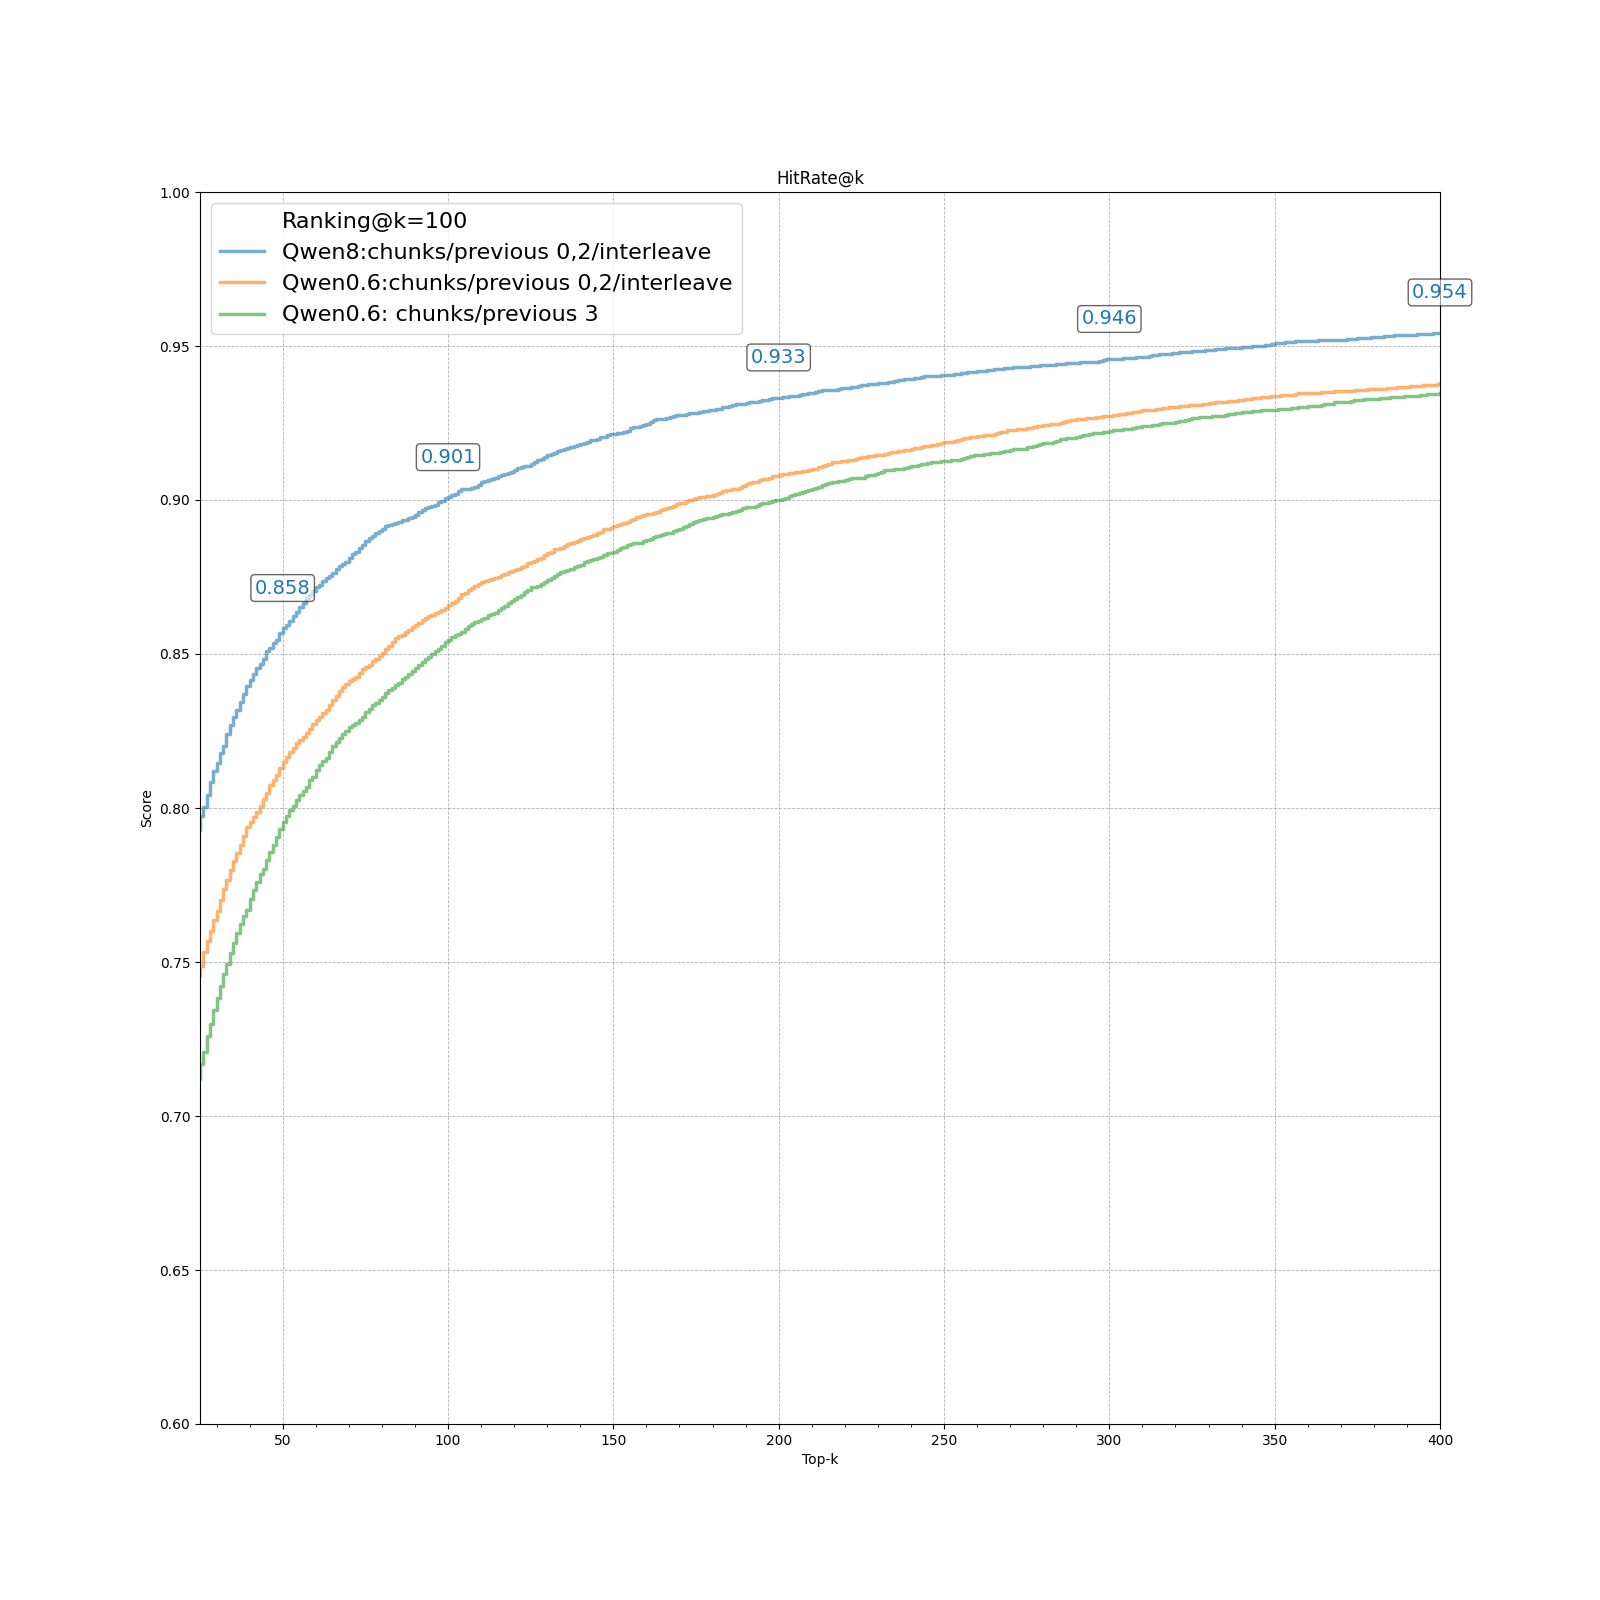 HitRate@k
1.00
Ranking@k=100
Qwen8:chunks/previous 0,2/interleave
Qwen0.6:chunks/previous 0,2/interleave
Qwen0.6: chunks/previous 3
0.954
0.946
0.95
0.933
0.901
0.90
0.858
0.85
0.80
Score
0.75
0.70
0.65
0.60
50 100 150 200 250 300 350 400
Top-k